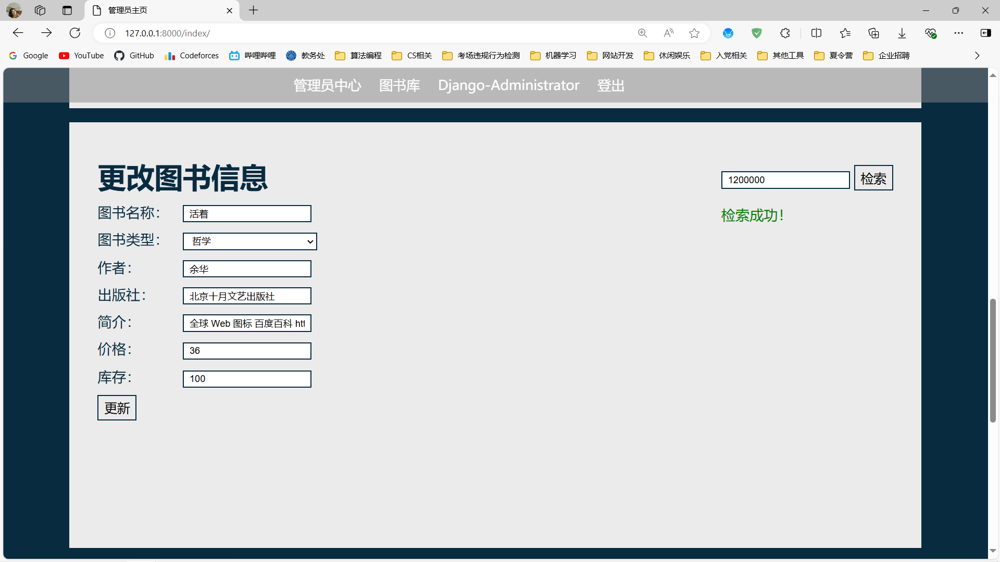 管理员主页
127.0.0.1:8000/index/
Google YouTube GitHub Codeforces 哔哩哔哩 教务处 算法编程 CS相关 考场违规行为检测 机器学习 网站开发 休闲娱乐 入党相关 其他工具 夏令营 企业招聘
管理员中心 图书库 Django-Administrator 登出
更改图书信息
1200000 检索
检索成功！
图书名称： 活着
图书类型： 哲学
作者： 余华
出版社： 北京十月文艺出版社
简介： 全球 Web 图标 百度百科 htt
价格： 36
库存： 100
更新